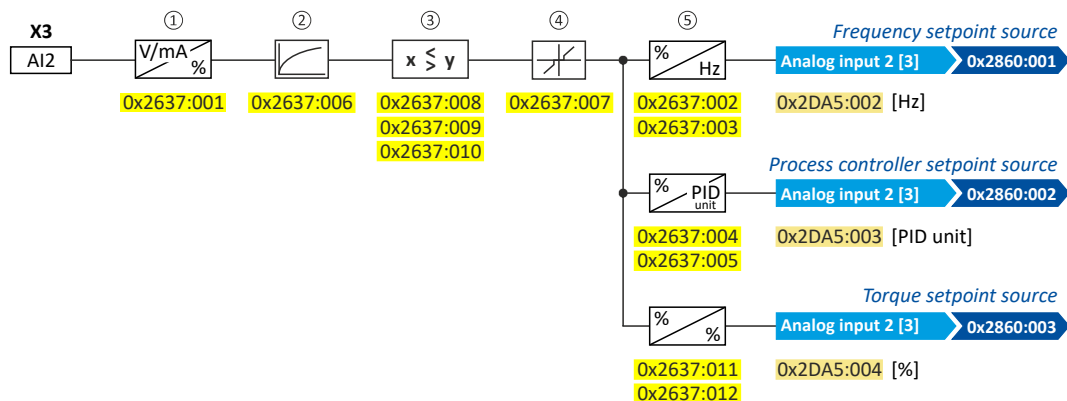 ① ② ③ ④ ⑤
X3
AI2
V/mA
%
x ≶ y
%
Hz
Frequency setpoint source
Analog input 2 [3] 0x2860:001
0x2637:001 0x2637:006 0x2637:008 0x2637:007 0x2637:002 0x2DA5:002 [Hz]
0x2637:009 0x2637:003
0x2637:010
Process controller setpoint source
%
PID
unit
Analog input 2 [3] 0x2860:002
0x2637:004 0x2DA5:003 [PID unit]
0x2637:005
Torque setpoint source
%
%
Analog input 2 [3] 0x2860:003
0x2637:011 0x2DA5:004 [%]
0x2637:012